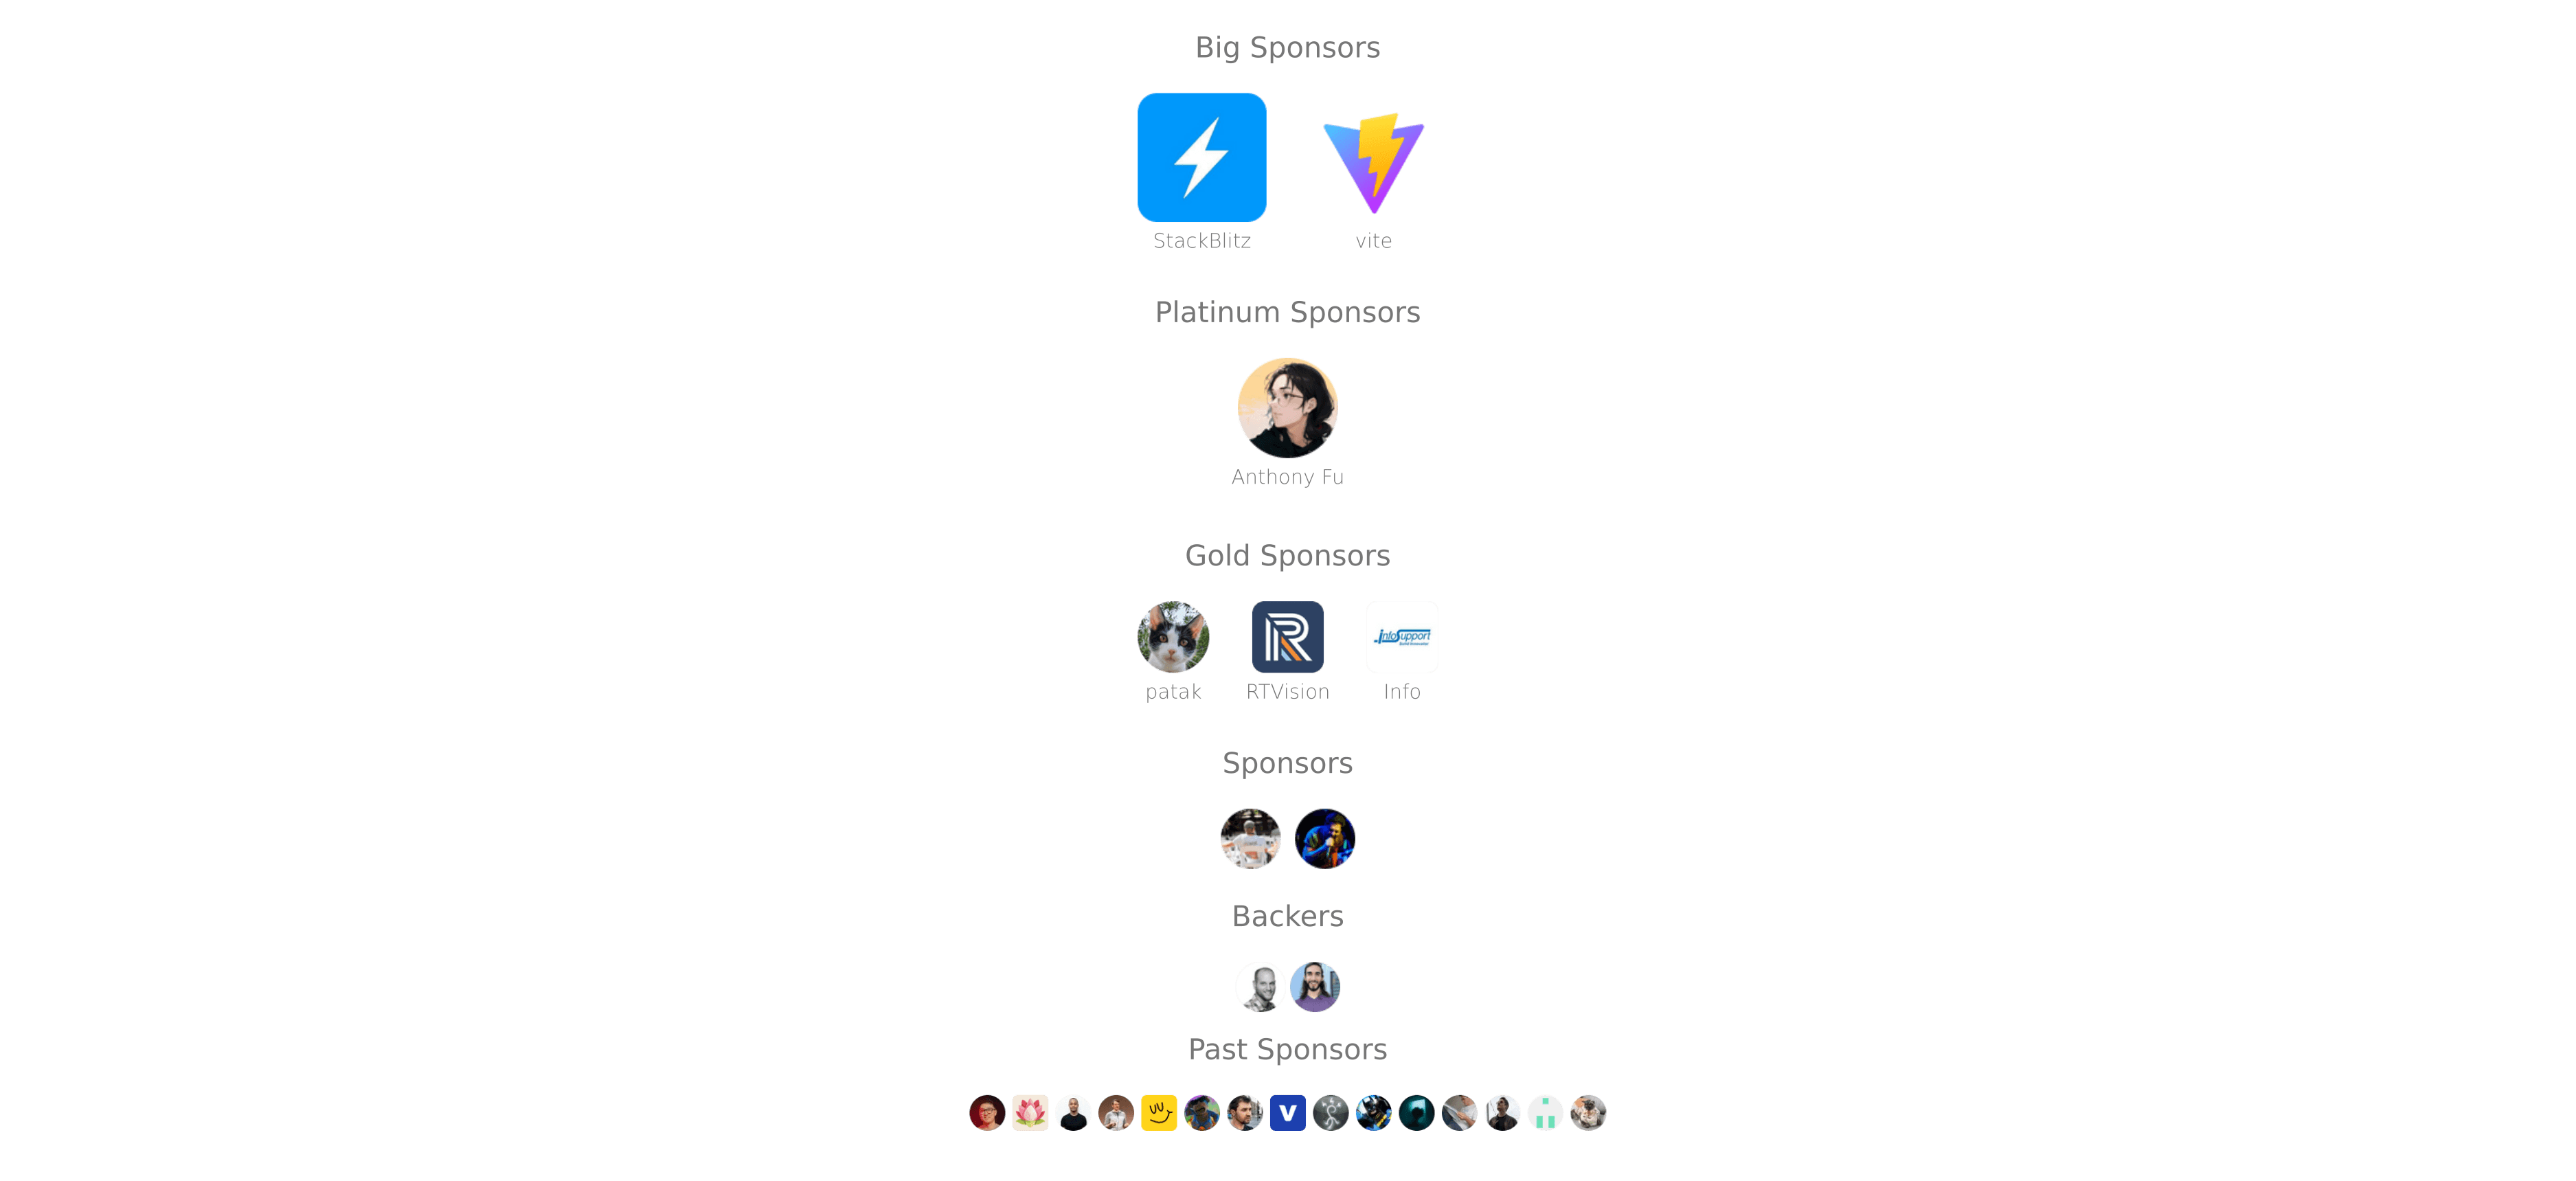 Big Sponsors
StackBlitz
vite
Platinum Sponsors
Anthony Fu
Gold Sponsors
infoSupport
patak
RTVision
Info
Sponsors
Backers
Past Sponsors
V